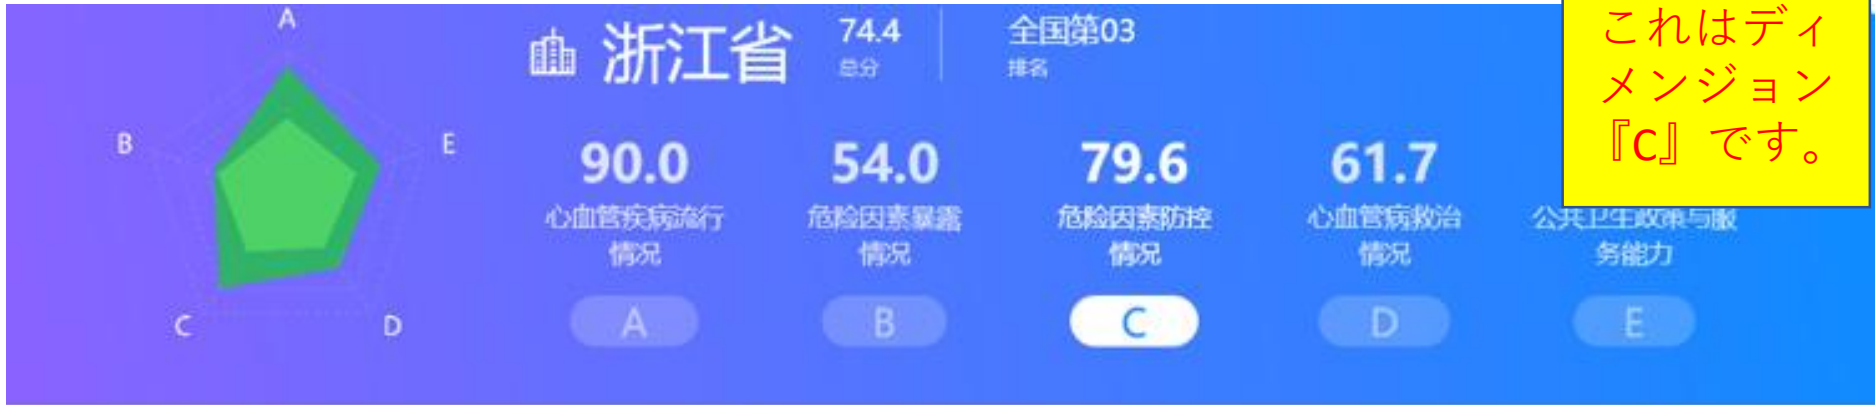 A
B
E
C
D
浙江省
74.4
总分
全国第03
排名
90.0
心血管疾病流行
情况
A
54.0
危险因素暴露
情况
B
79.6
危险因素防控
情况
C
61.7
心血管病救治
情况
D
公共卫生政策与服
务能力
E
これはディ
メンジョン
『C』です。